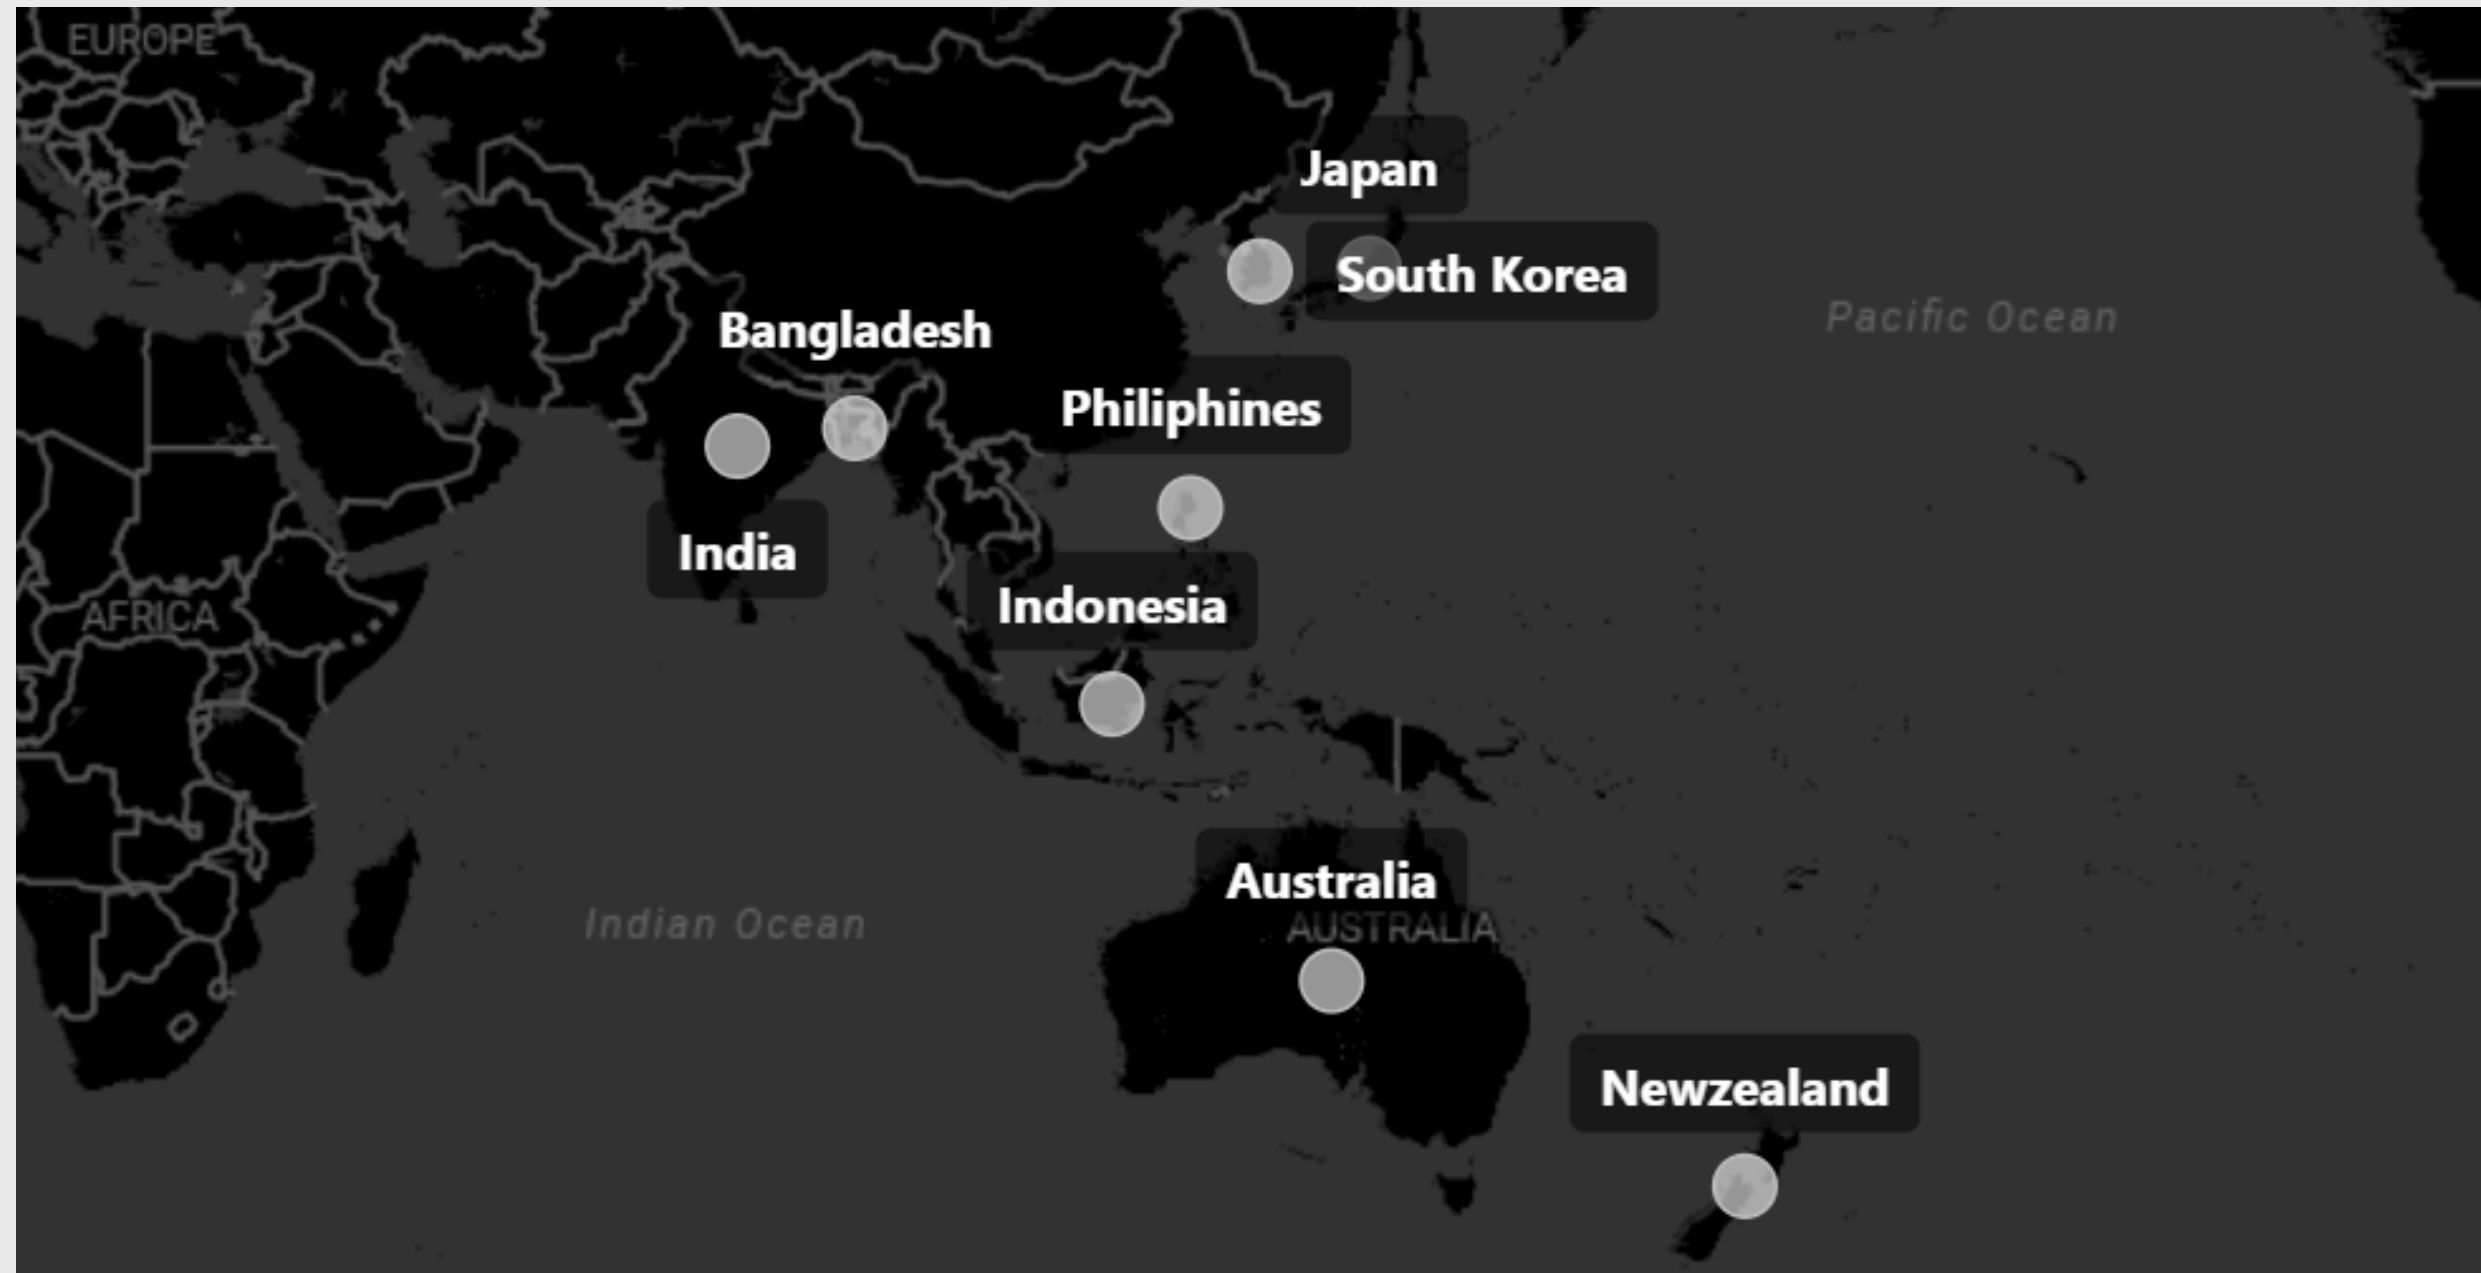 EUROPE
Japan
South Korea
Pacific Ocean
Bangladesh
Philiphines
India
Indonesia
AFRICA
Australia
AUSTRALIA
Indian Ocean
Newzealand